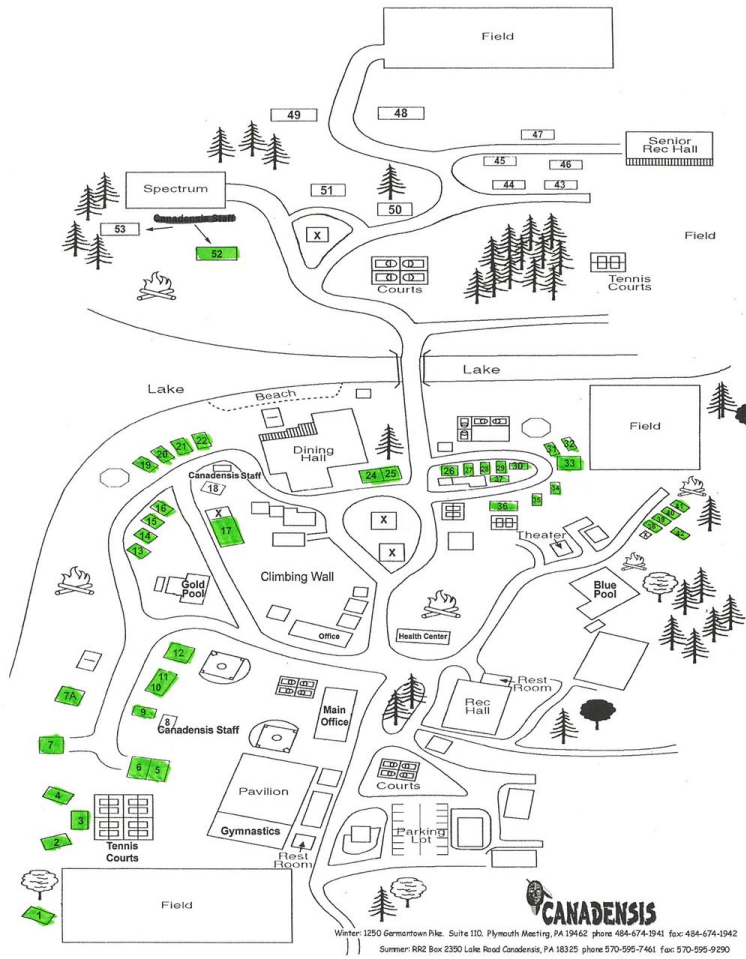 Field
49
48
47
Senior
Rec Hall
45
46
44
43
Spectrum
51
50
Canadensis Staff
53
X
52
Field
Courts
Tennis
Courts
Lake
Lake
Beach
Field
22
21
20
19
Dining
Hall
32
31
33
24 25
26
27
28
29
30
37
Canadensis Staff
18
34
35
36
16
15
14
13
X
17
X
X
41
40
39
38
x
42
Theater
Climbing Wall
Gold
Pool
Blue
Pool
Office
Health Center
12
11
10
Rest
Room
7A
9
8
Canadensis Staff
Main
Office
Rec
Hall
7
6 5
Pavilion
Courts
4
3
2
Tennis
Courts
Gymnastics
Rest
Room
Parking
Lot
1
Field
CANADENSIS
Winter: 1250 Germantown Pike. Suite 110. Plymouth Meeting, PA 19462 phone 484-674-1941 fax: 484-674-1942
Summer: RR2 Box 2350 Lake Road Canadensis, PA 18325 phone 570-595-7461 fax: 570-595-9290